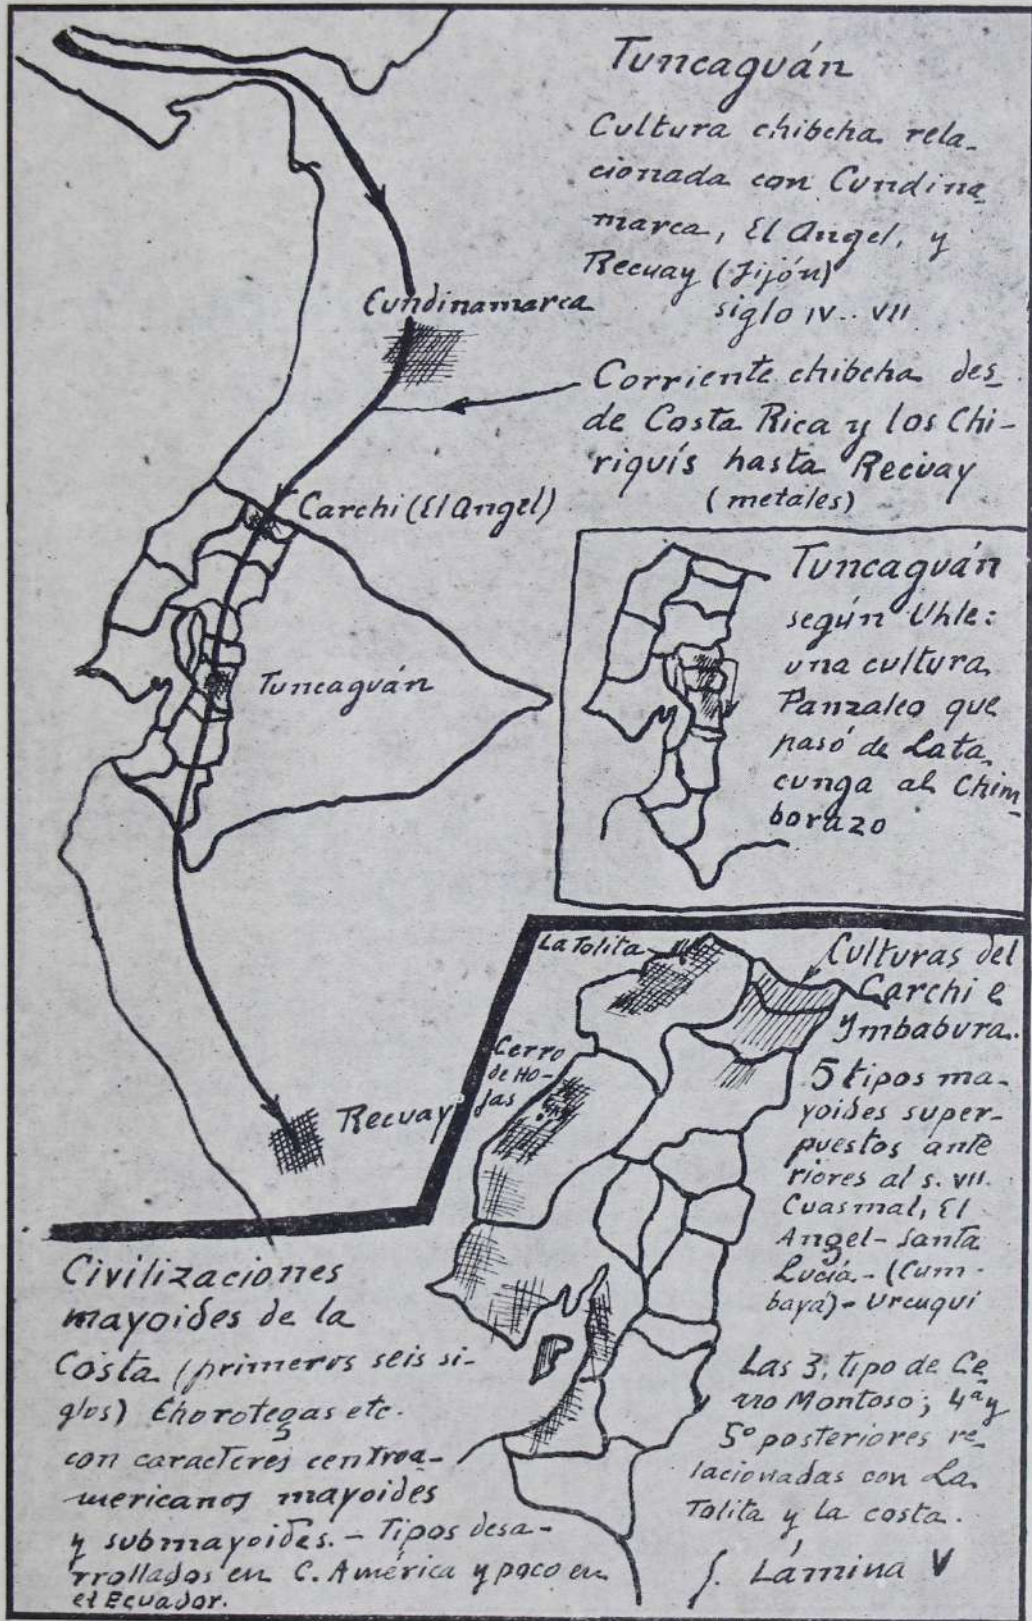 Tuncaguán
Cultura chibcha rela-
cionada con Cundina-
marca, El Angel, y
Recuay (Jijón)
siglo IV.. VII
Cundinamarca
Corriente chibcha des-
de Costa Rica y los Chi-
riquís hasta Recuay
(metales)
Carchi (El Angel)
Tuncaguán
Recuay
Tuncaguán
según Uhle:
una cultura
Panzaleo que
pasó de Lata-
cunga al Chim-
borazo
La Tolita
Cerro
de Ho-
jas
Culturas del
Carchi e
Ymbabura.
5 tipos ma-
yoides super-
puestos ante
riores al s. VII.
Cuasmal, El
Angel - Santa
Lucía - (Cum-
bayá) - Urcuqui
Las 3, tipo de Ce-
rro Montoso; 4ª y
5º posteriores re-
lacionadas con La
Tolita y la costa.
Lámina V
Civilizaciones
mayoides de la
Costa (primeros seis si-
glos) Chorotegas etc.
con caracteres centroa-
mericanos mayoides
y submayoides. - Tipos desa-
rrollados en C. América y poco en
el Ecuador.